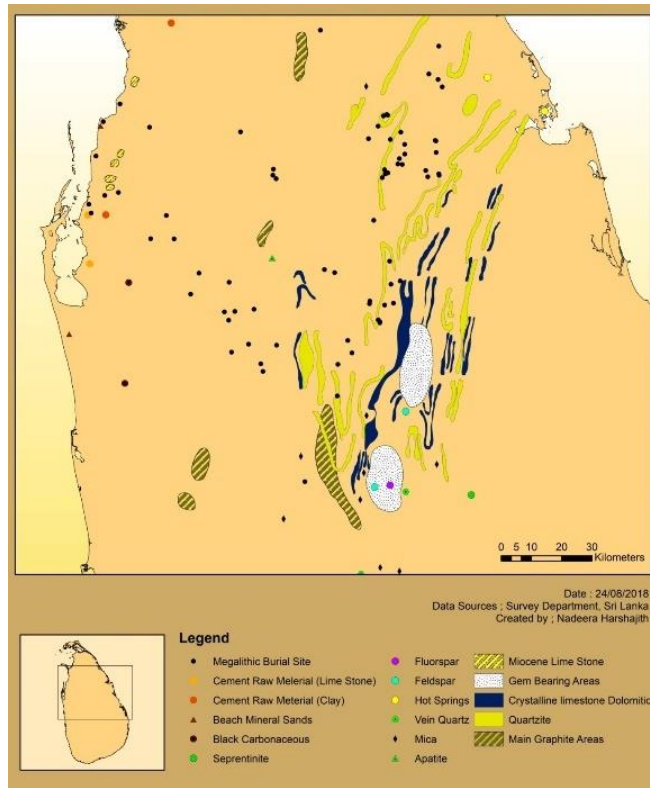 0 5 10 20 30
Kilometers
Date : 24/08/2018
Data Sources ; Survey Department, Sri Lanka
Created by ; Nadeera Harshajith
Legend
Megalithic Burial Site
Cement Raw Meterial (Lime Stone)
Cement Raw Meterial (Clay)
Beach Mineral Sands
Black Carbonaceous
Seprentinite
Fluorspar
Feldspar
Hot Springs
Vein Quartz
Mica
Apatite
Miocene Lime Stone
Gem Bearing Areas
Crystalline limestone Dolomitic
Quartzite
Main Graphite Areas